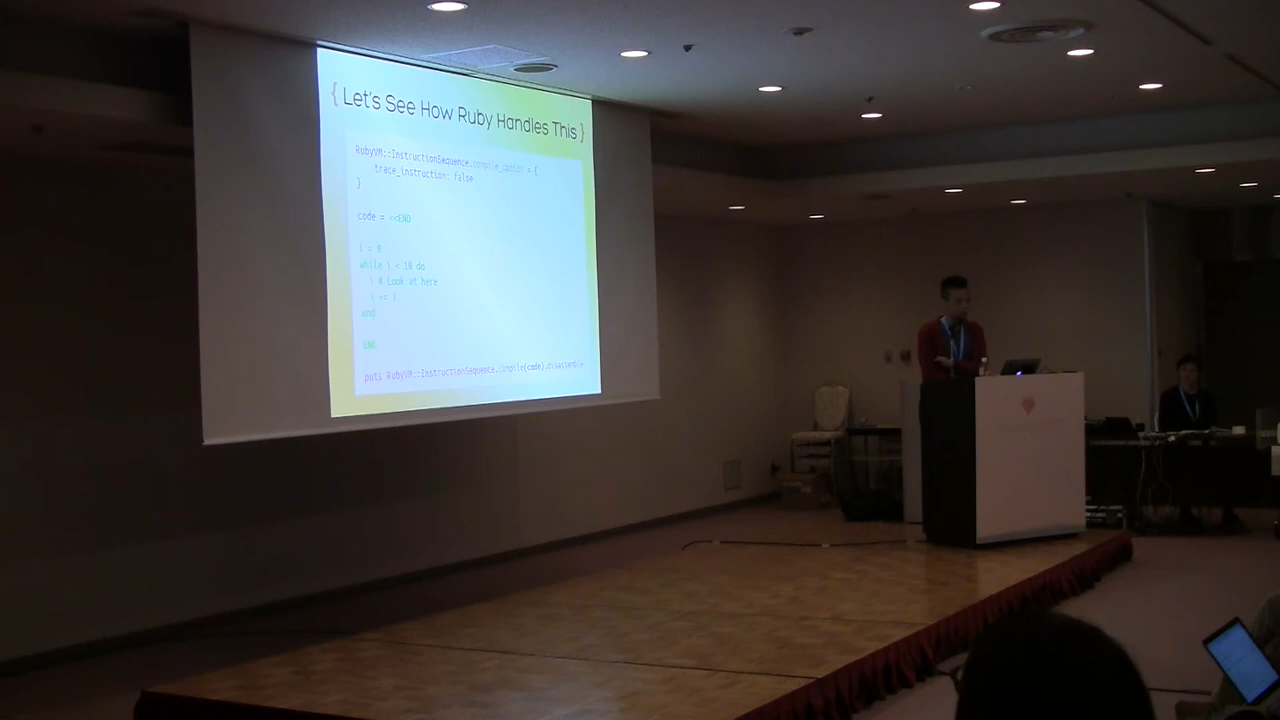 { Let's See How Ruby Handles This }
RubyVM::InstructionSequence.compile_option = {
trace_instruction: false
}
code = <<END
i = 0
while i < 10 do
i # Look at here
i += 1
end
END
puts RubyVM::InstructionSequence.compile(code).disassemble